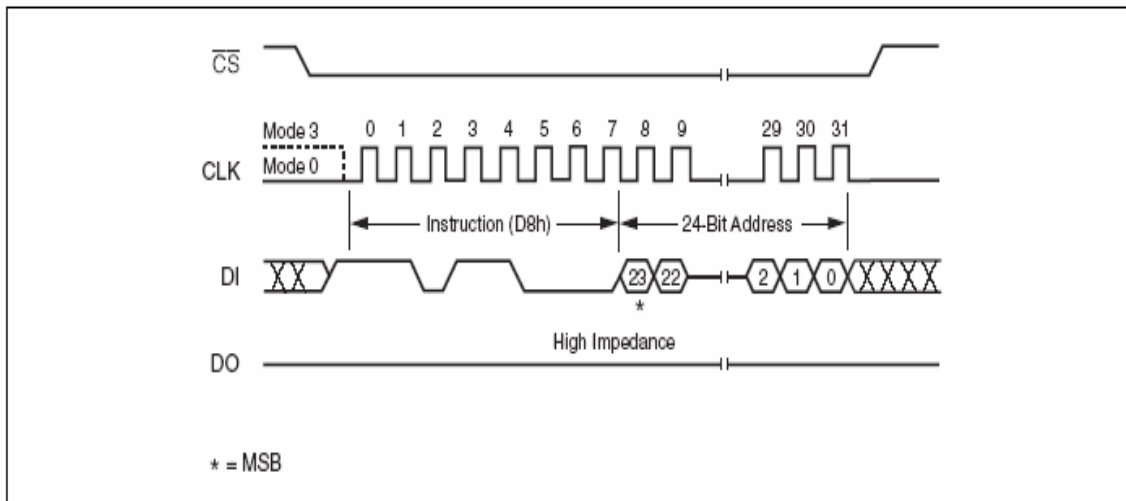 CS
Mode 3
0 1 2 3 4 5 6 7 8 9 29 30 31
Mode 0
CLK
Instruction (D8h)
24-Bit Address
DI
23 22 2 1 0
*
High Impedance
DO
* = MSB